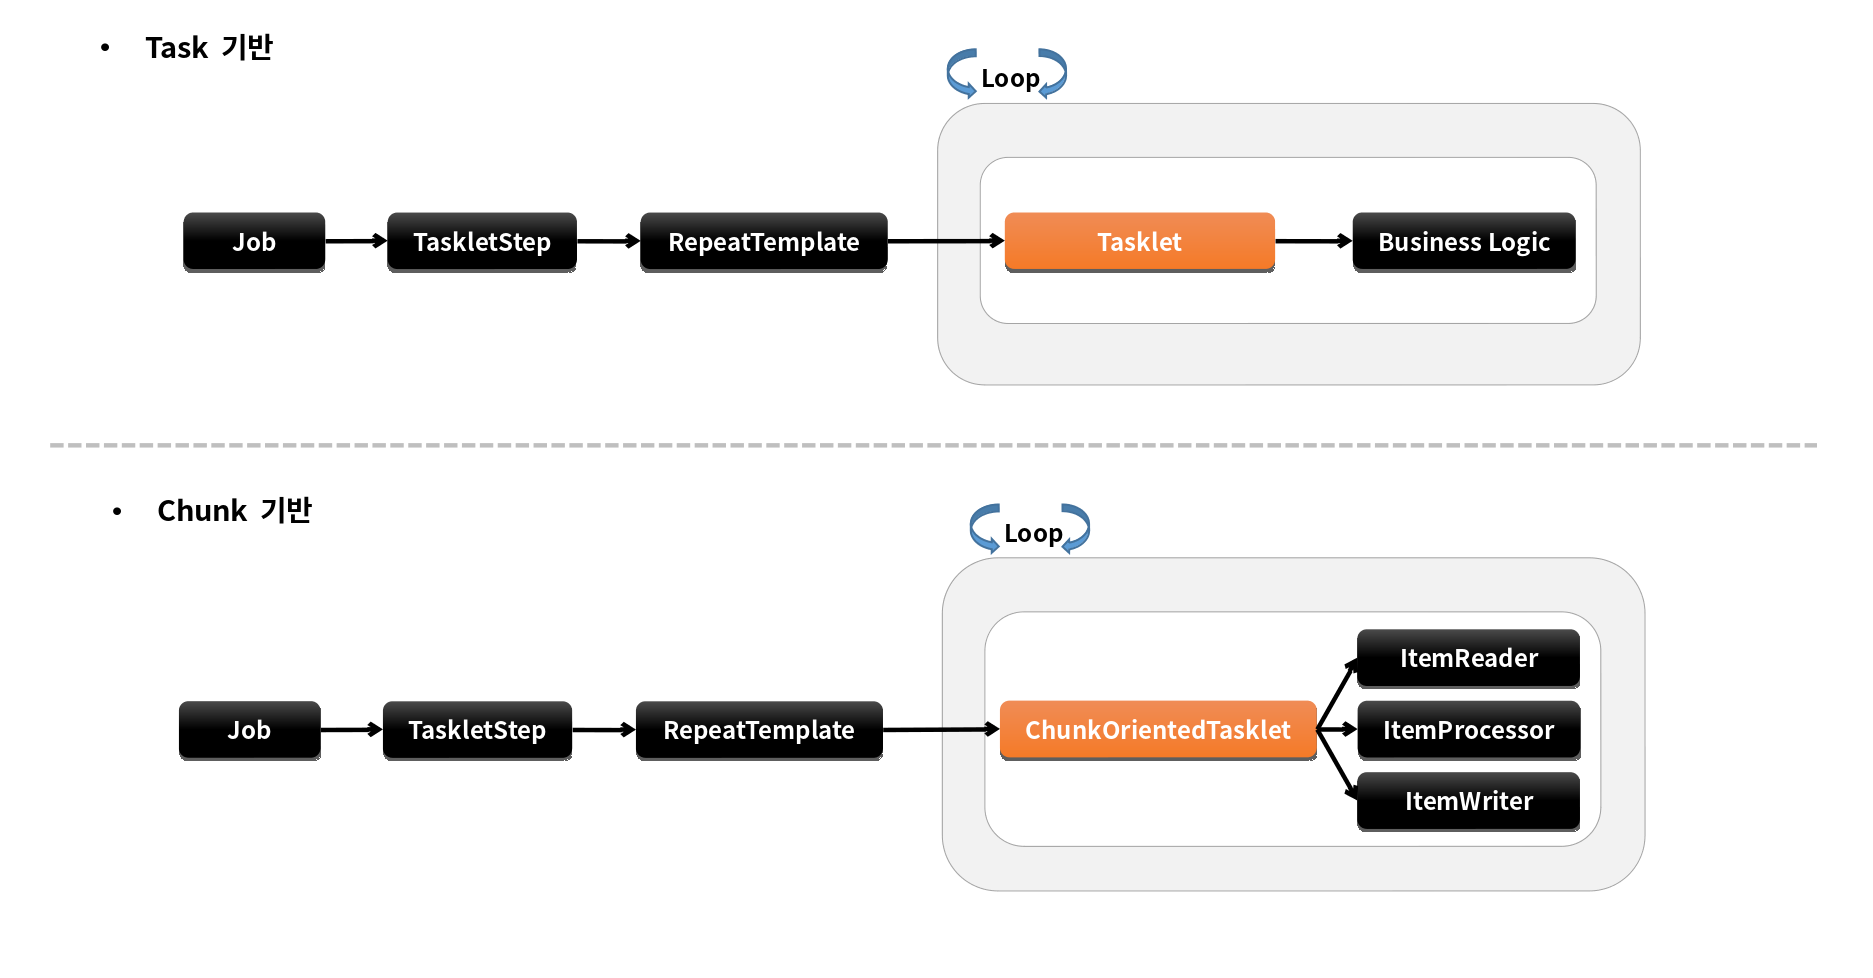 • Task 기반
Loop
Job
TaskletStep
RepeatTemplate
Tasklet
Business Logic
• Chunk 기반
Loop
ItemReader
Job
TaskletStep
RepeatTemplate
ChunkOrientedTasklet
ItemProcessor
ItemWriter